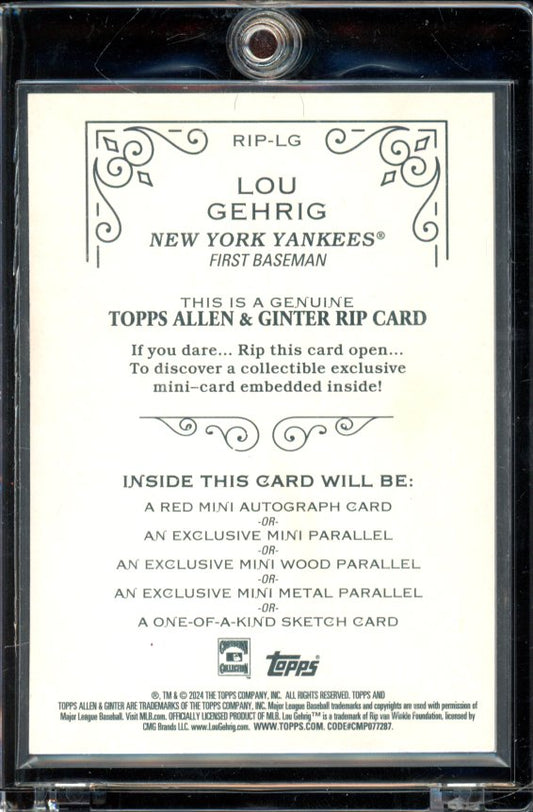 RIP-LG
LOU
GEHRIG
NEW YORK YANKEES®
FIRST BASEMAN
THIS IS A GENUINE
TOPPS ALLEN & GINTER RIP CARD
If you dare... Rip this card open...
To discover a collectible exclusive
mini-card embedded inside!
INSIDE THIS CARD WILL BE:
A RED MINI AUTOGRAPH CARD
-OR-
AN EXCLUSIVE MINI PARALLEL
-OR-
AN EXCLUSIVE MINI WOOD PARALLEL
-OR-
AN EXCLUSIVE MINI METAL PARALLEL
-OR-
A ONE-OF-A-KIND SKETCH CARD
COOPERSTOWN
COLLECTION
topps®
®, TM & © 2024 THE TOPPS COMPANY, INC. ALL RIGHTS RESERVED. TOPPS AND
TOPPS ALLEN & GINTER ARE TRADEMARKS OF THE TOPPS COMPANY, INC. Major League Baseball trademarks and copyrights are used with permission of
Major League Baseball. Visit MLB.com. OFFICIALLY LICENSED PRODUCT OF MLB. Lou Gehrig™ is a trademark of Rip van Winkle Foundation, licensed by
CMG Brands LLC. www.LouGehrig.com. WWW.TOPPS.COM. CODE#CMP077287.